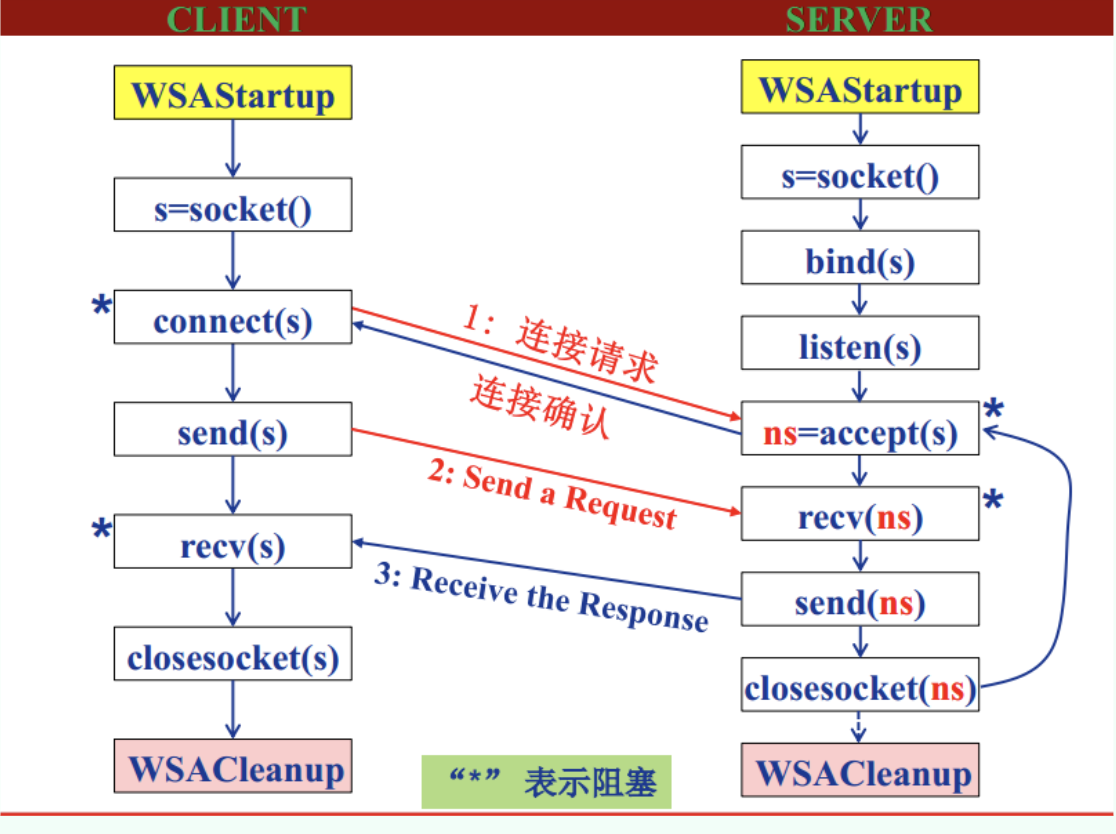 CLIENT
SERVER
WSAStartup
s=socket()
*
connect(s)
send(s)
*
recv(s)
closesocket(s)
WSACleanup
1：连接请求
连接确认
2: Send a Request
3: Receive the Response
WSAStartup
s=socket()
bind(s)
listen(s)
ns=accept(s)
*
recv(ns)
*
send(ns)
closesocket(ns)
WSACleanup
“*” 表示阻塞